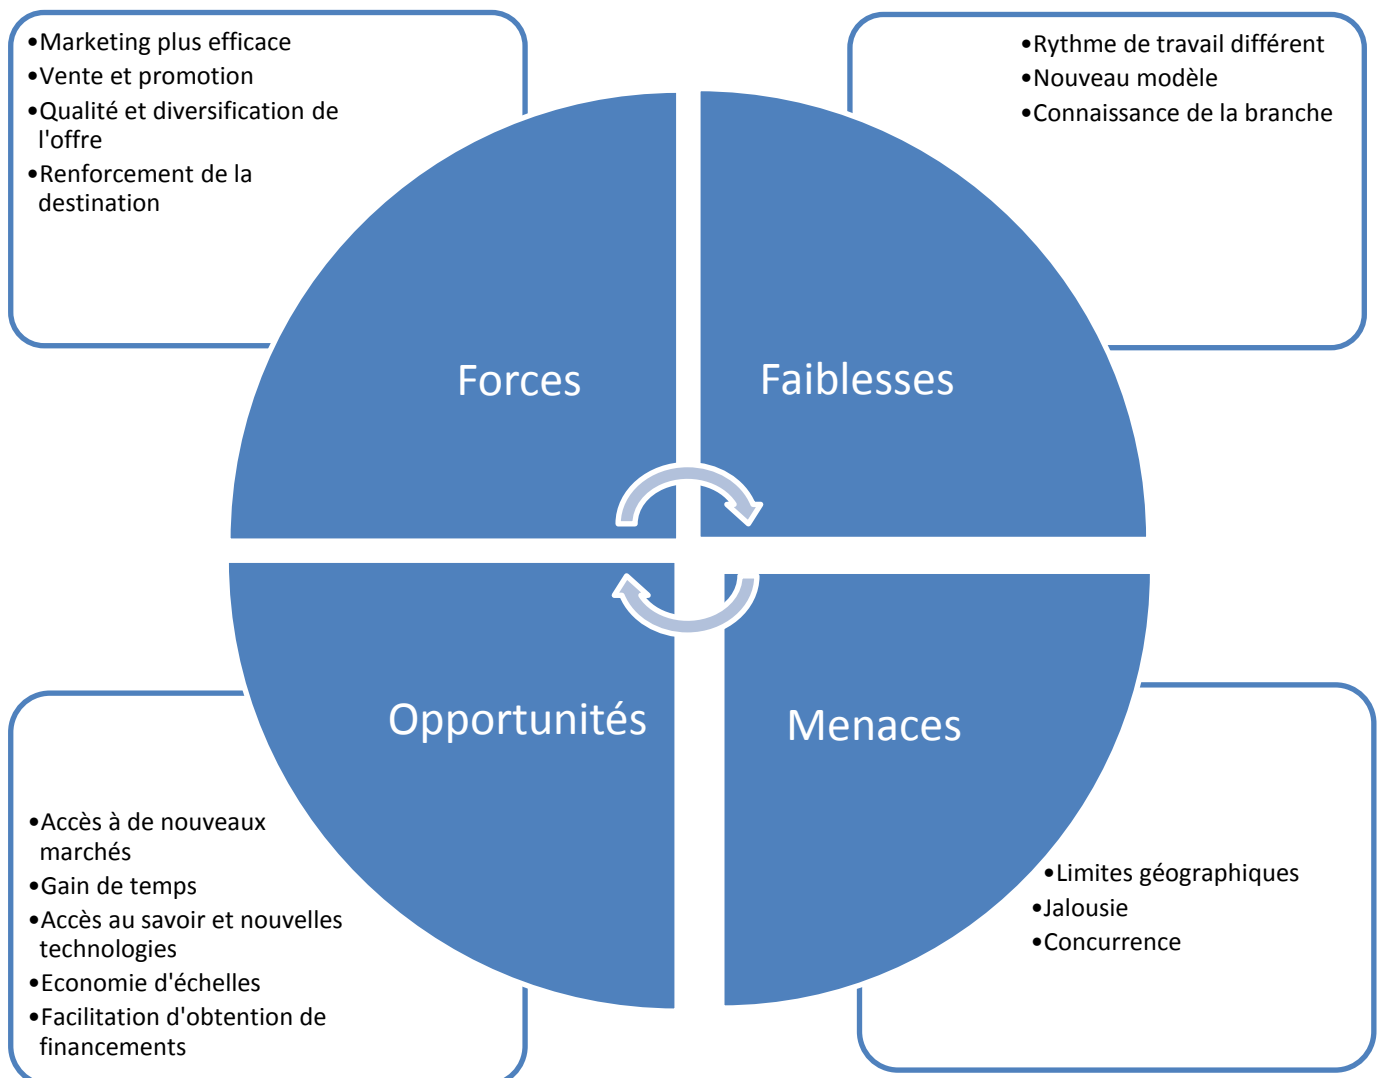 •Marketing plus efficace
•Vente et promotion
•Qualité et diversification de
l'offre
•Renforcement de la
destination
•Rythme de travail différent
•Nouveau modèle
•Connaissance de la branche
Forces
Faiblesses
Opportunités
Menaces
•Accès à de nouveaux
marchés
•Gain de temps
•Accès au savoir et nouvelles
technologies
•Economie d'échelles
•Facilitation d'obtention de
financements
•Limites géographiques
•Jalousie
•Concurrence